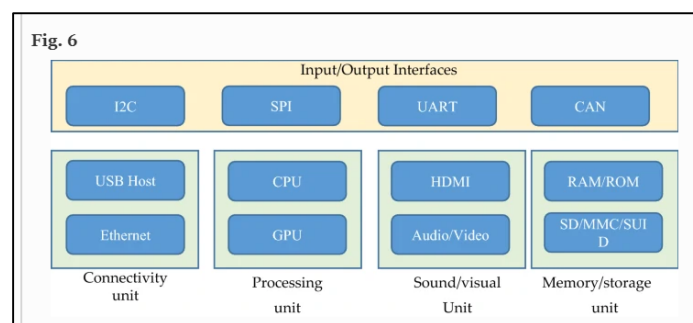 Fig. 6
Input/Output Interfaces
I2C
SPI
UART
CAN
USB Host
CPU
HDMI
RAM/ROM
Ethernet
GPU
Audio/Video
SD/MMC/SUI
D
Connectivity
unit
Processing
unit
Sound/visual
Unit
Memory/storage
unit